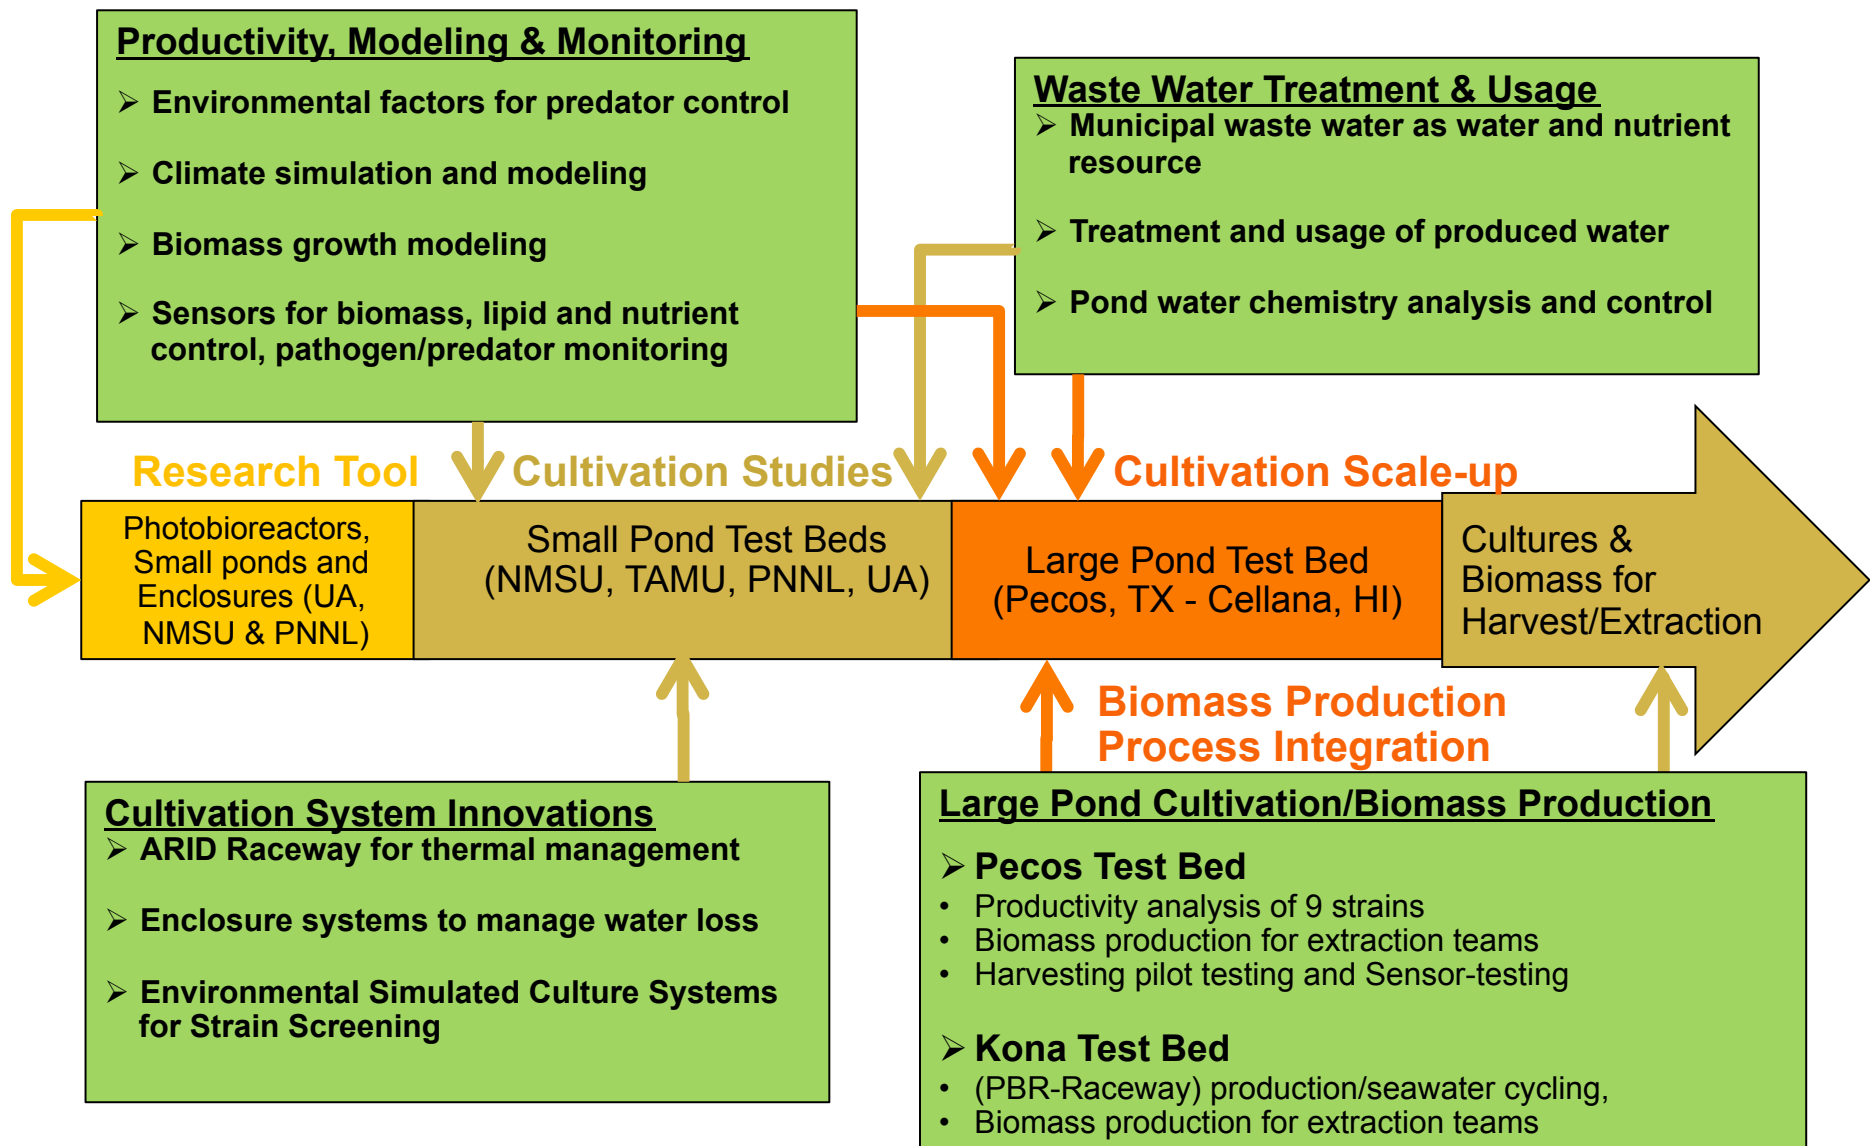 Productivity, Modeling & Monitoring
➢ Environmental factors for predator control
➢ Climate simulation and modeling
➢ Biomass growth modeling
➢ Sensors for biomass, lipid and nutrient
control, pathogen/predator monitoring
Waste Water Treatment & Usage
➢ Municipal waste water as water and nutrient
resource
➢ Treatment and usage of produced water
➢ Pond water chemistry analysis and control
Research Tool
Cultivation Studies
Cultivation Scale-up
Photobioreactors,
Small ponds and
Enclosures (UA,
NMSU & PNNL)
Small Pond Test Beds
(NMSU, TAMU, PNNL, UA)
Large Pond Test Bed
(Pecos, TX - Cellana, HI)
Cultures &
Biomass for
Harvest/Extraction
Biomass Production
Process Integration
Cultivation System Innovations
➢ ARID Raceway for thermal management
➢ Enclosure systems to manage water loss
➢ Environmental Simulated Culture Systems
for Strain Screening
Large Pond Cultivation/Biomass Production
➢ Pecos Test Bed
• Productivity analysis of 9 strains
• Biomass production for extraction teams
• Harvesting pilot testing and Sensor-testing
➢ Kona Test Bed
• (PBR-Raceway) production/seawater cycling,
• Biomass production for extraction teams